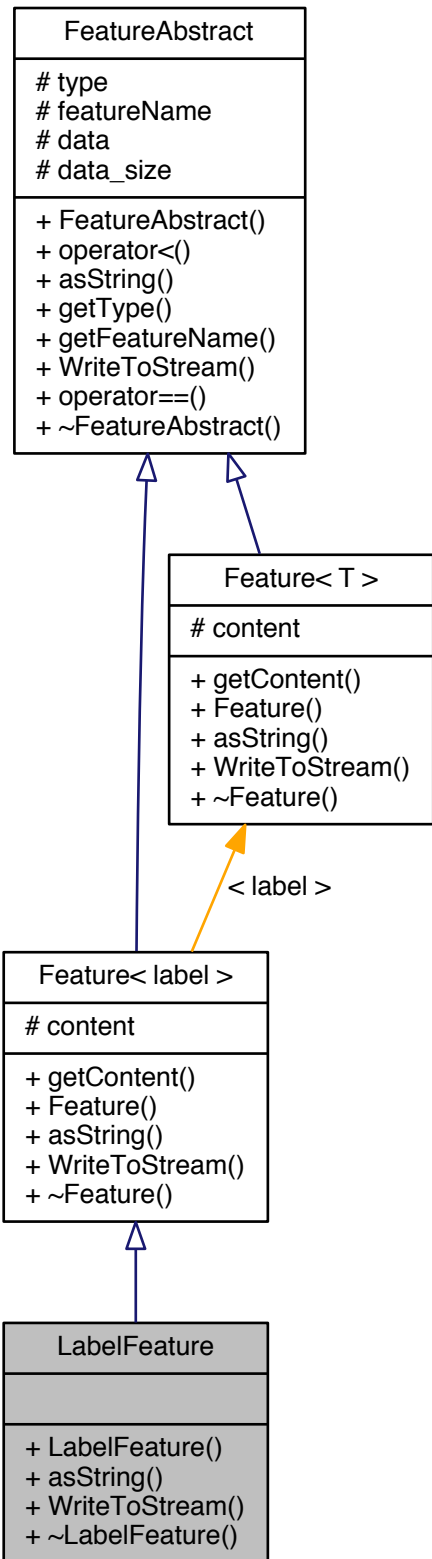 FeatureAbstract
# type
# featureName
# data
# data_size
+ FeatureAbstract()
+ operator<()
+ asString()
+ getType()
+ getFeatureName()
+ WriteToStream()
+ operator==()
+ ~FeatureAbstract()
Feature< T >
# content
+ getContent()
+ Feature()
+ asString()
+ WriteToStream()
+ ~Feature()
< label >
Feature< label >
# content
+ getContent()
+ Feature()
+ asString()
+ WriteToStream()
+ ~Feature()
LabelFeature
+ LabelFeature()
+ asString()
+ WriteToStream()
+ ~LabelFeature()